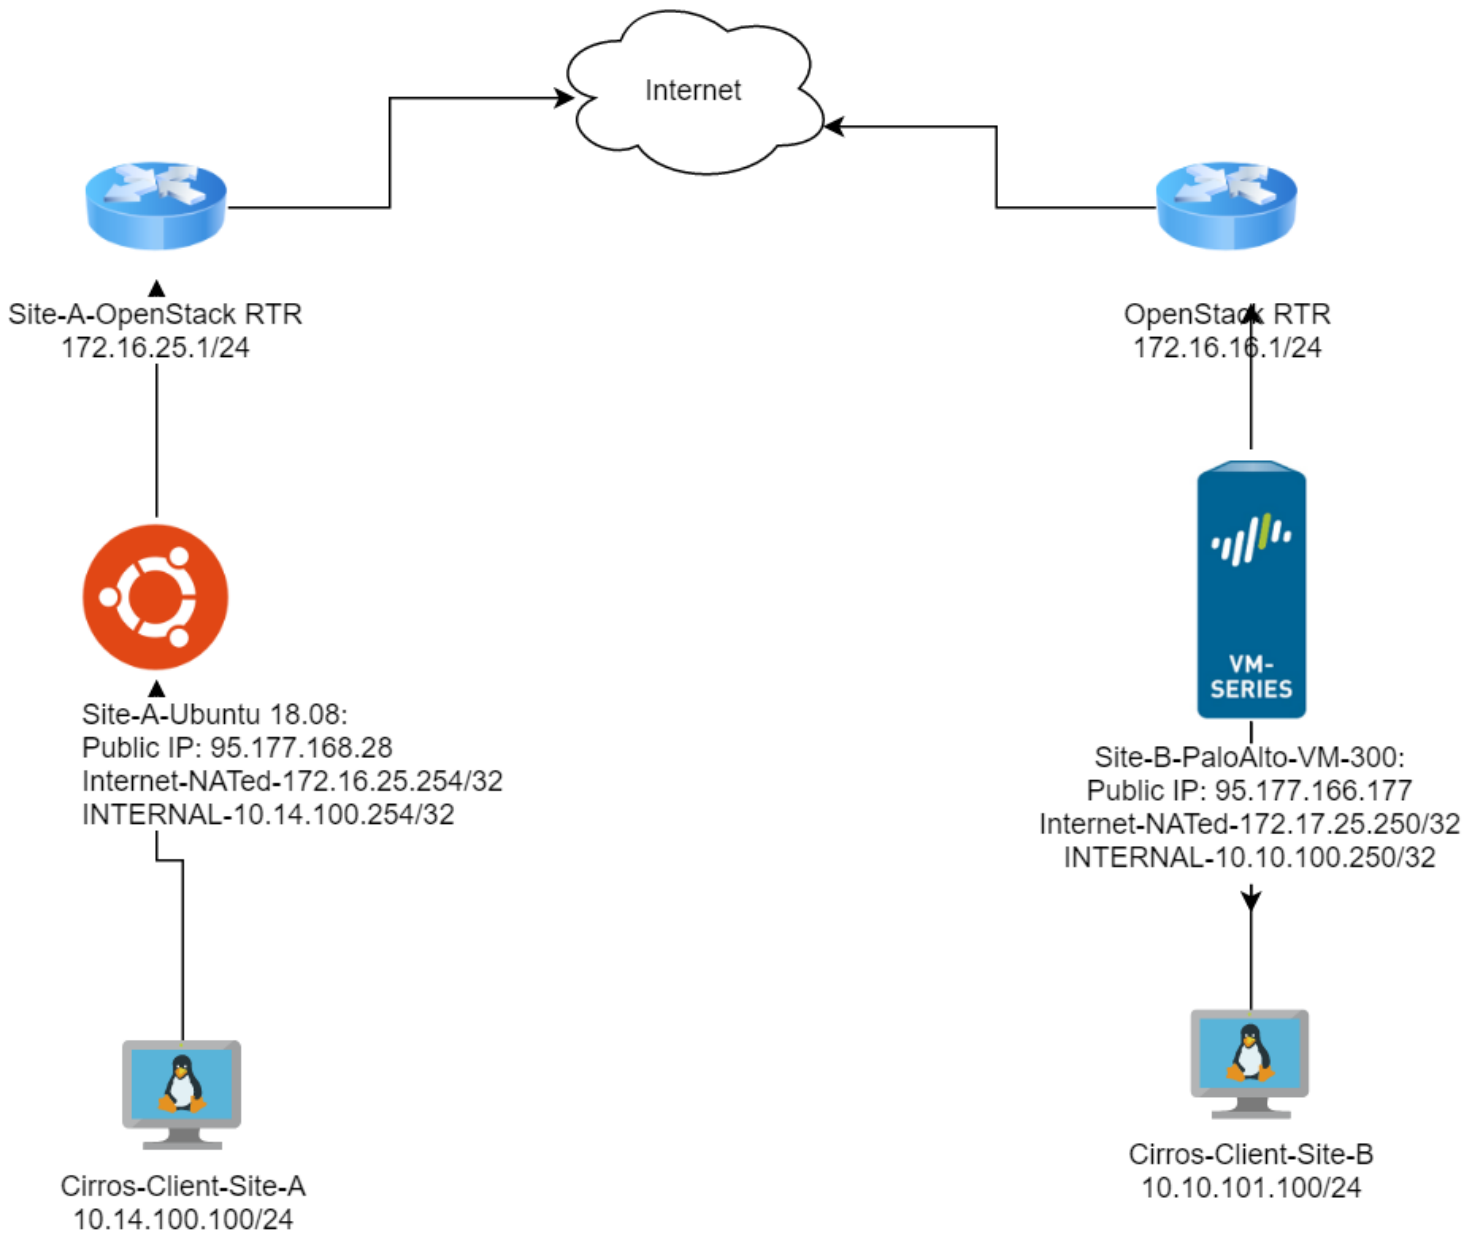 Internet
Site-A-OpenStack RTR
172.16.25.1/24
OpenStack RTR
172.16.16.1/24
VM-
SERIES
Site-A-Ubuntu 18.08:
Public IP: 95.177.168.28
Internet-NATed-172.16.25.254/32
INTERNAL-10.14.100.254/32
Site-B-PaloAlto-VM-300:
Public IP: 95.177.166.177
Internet-NATed-172.17.25.250/32
INTERNAL-10.10.100.250/32
Cirros-Client-Site-A
10.14.100.100/24
Cirros-Client-Site-B
10.10.101.100/24